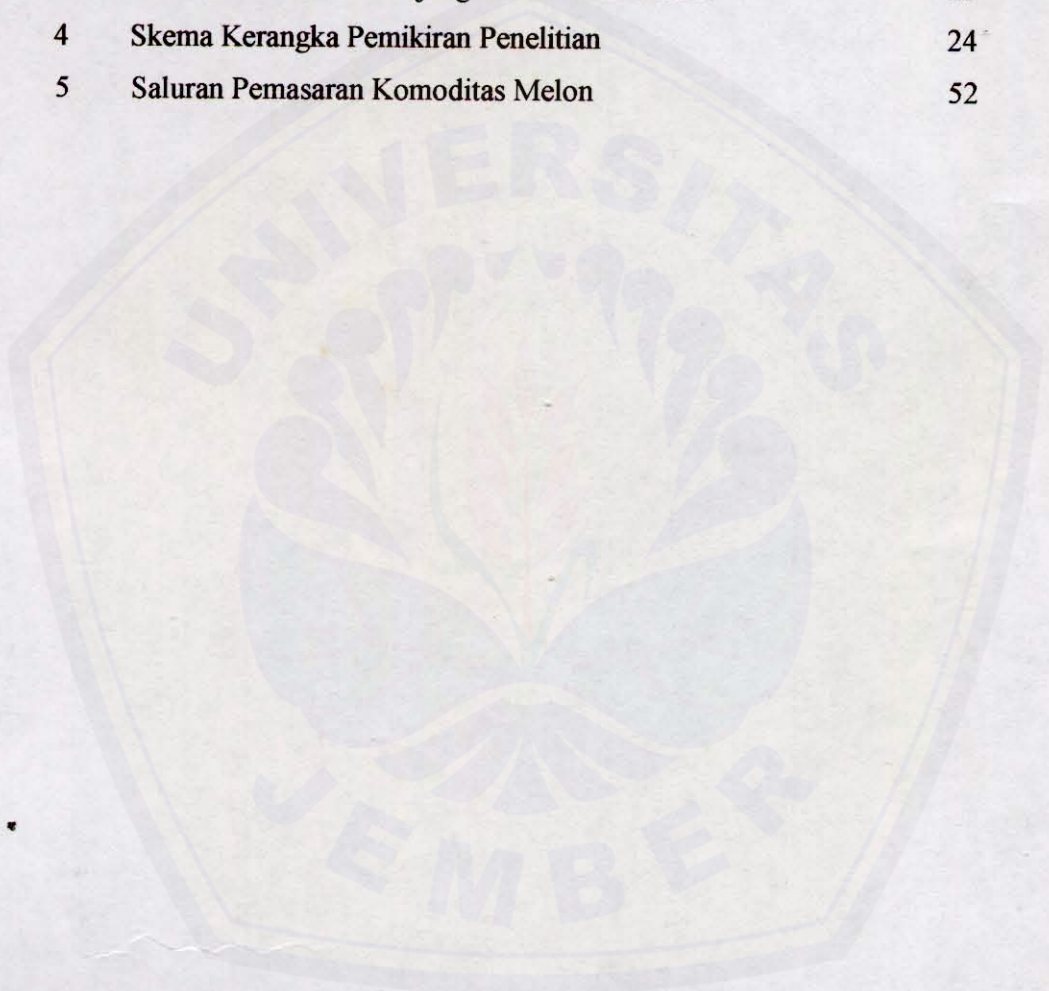 4 Skema Kerangka Pemikiran Penelitian 24
5 Saluran Pemasaran Komoditas Melon 52
UNIVERSITAS
JEMBER